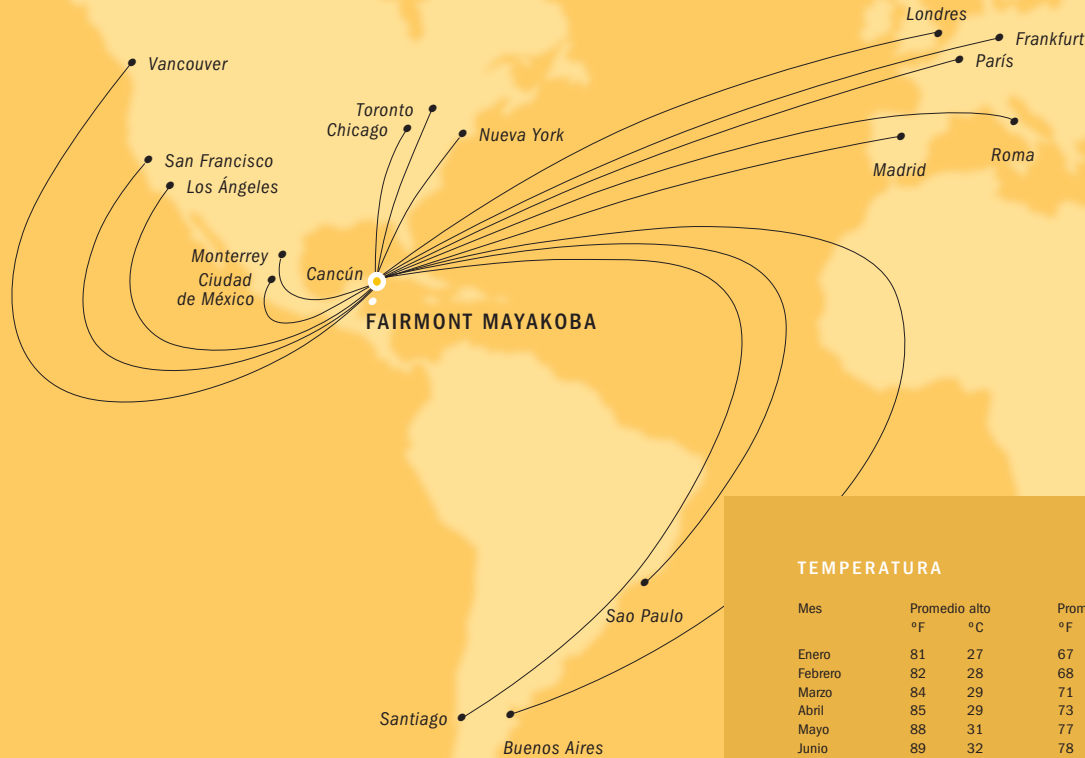 Londres
Frankfurt
París
Vancouver
Toronto
Chicago
Nueva York
San Francisco
Los Ángeles
Madrid
Roma
Monterrey
Ciudad
de México
Cancún
FAIRMONT MAYAKOBA
Sao Paulo
Santiago
Buenos Aires
TEMPERATURA
Mes Promedio alto Prom
°F °C °F
Enero 81 27 67
Febrero 82 28 68
Marzo 84 29 71
Abril 85 29 73
Mayo 88 31 77
Junio 89 32 78